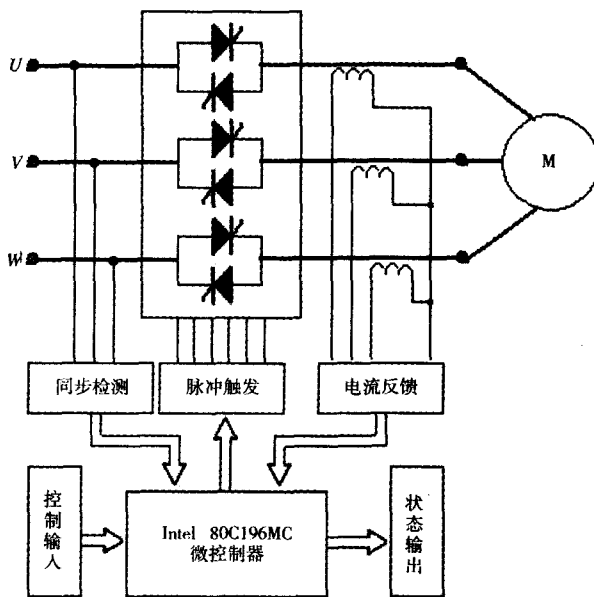 U
V
W
M
同步检测
脉冲触发
电流反馈
控制输入
Intel 80C196MC
微控制器
状态输出